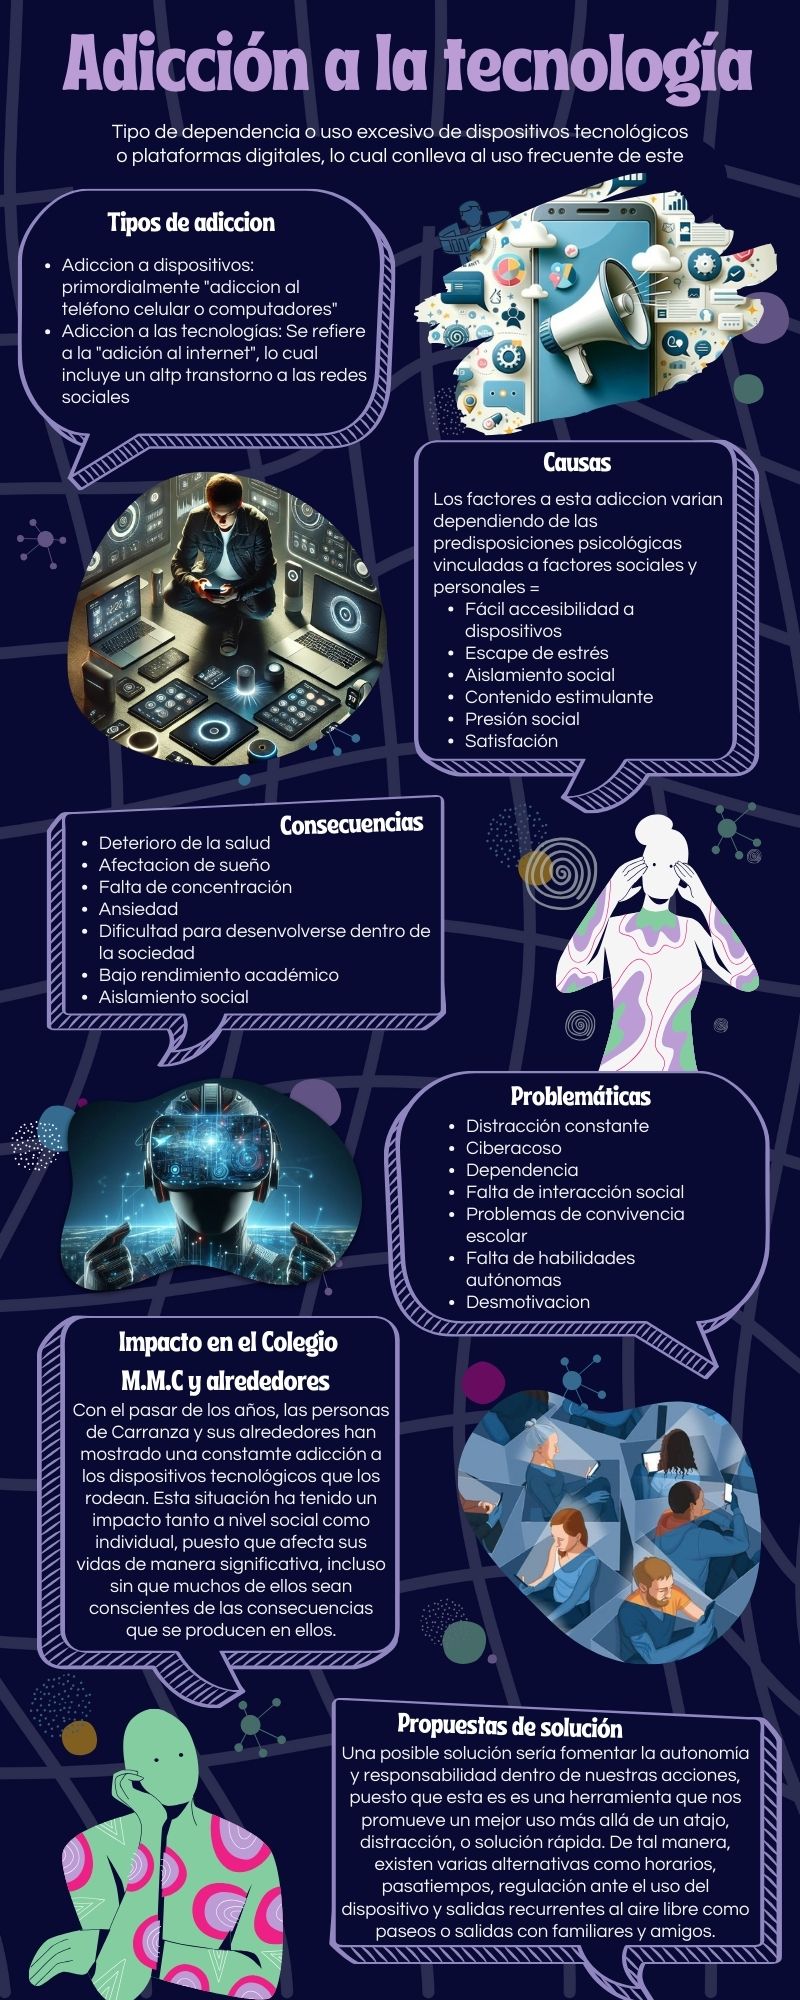 Adicción a la tecnología
Tipo de dependencia o uso excesivo de dispositivos tecnológicos
o plataformas digitales, lo cual conlleva al uso frecuente de este
Tipos de adiccion
• Adiccion a dispositivos:
primordialmente "adiccion al
teléfono celular o computadores"
• Adiccion a las tecnologías: Se refiere
a la "adición al internet", lo cual
incluye un altp transtorno a las redes
sociales
Causas
Los factores a esta adiccion varian
dependiendo de las
predisposiciones psicológicas
vinculadas a factores sociales y
personales =
• Fácil accesibilidad a
dispositivos
• Escape de estrés
• Aislamiento social
• Contenido estimulante
• Presión social
• Satisfación
Consecuencias
• Deterioro de la salud
• Afectacion de sueño
• Falta de concentración
• Ansiedad
• Dificultad para desenvolverse dentro de
la sociedad
• Bajo rendimiento académico
• Aislamiento social
Problemáticas
• Distracción constante
• Ciberacoso
• Dependencia
• Falta de interacción social
• Problemas de convivencia
escolar
• Falta de habilidades
autónomas
• Desmotivacion
Impacto en el Colegio
M.M.C y alrededores
Con el pasar de los años, las personas
de Carranza y sus alrededores han
mostrado una constamte adicción a
los dispositivos tecnológicos que los
rodean. Esta situación ha tenido un
impacto tanto a nivel social como
individual, puesto que afecta sus
vidas de manera significativa, incluso
sin que muchos de ellos sean
conscientes de las consecuencias
que se producen en ellos.
Propuestas de solución
Una posible solución sería fomentar la autonomía
y responsabilidad dentro de nuestras acciones,
puesto que esta es es una herramienta que nos
promueve un mejor uso más allá de un atajo,
distracción, o solución rápida. De tal manera,
existen varias alternativas como horarios,
pasatiempos, regulación ante el uso del
dispositivo y salidas recurrentes al aire libre como
paseos o salidas con familiares y amigos.